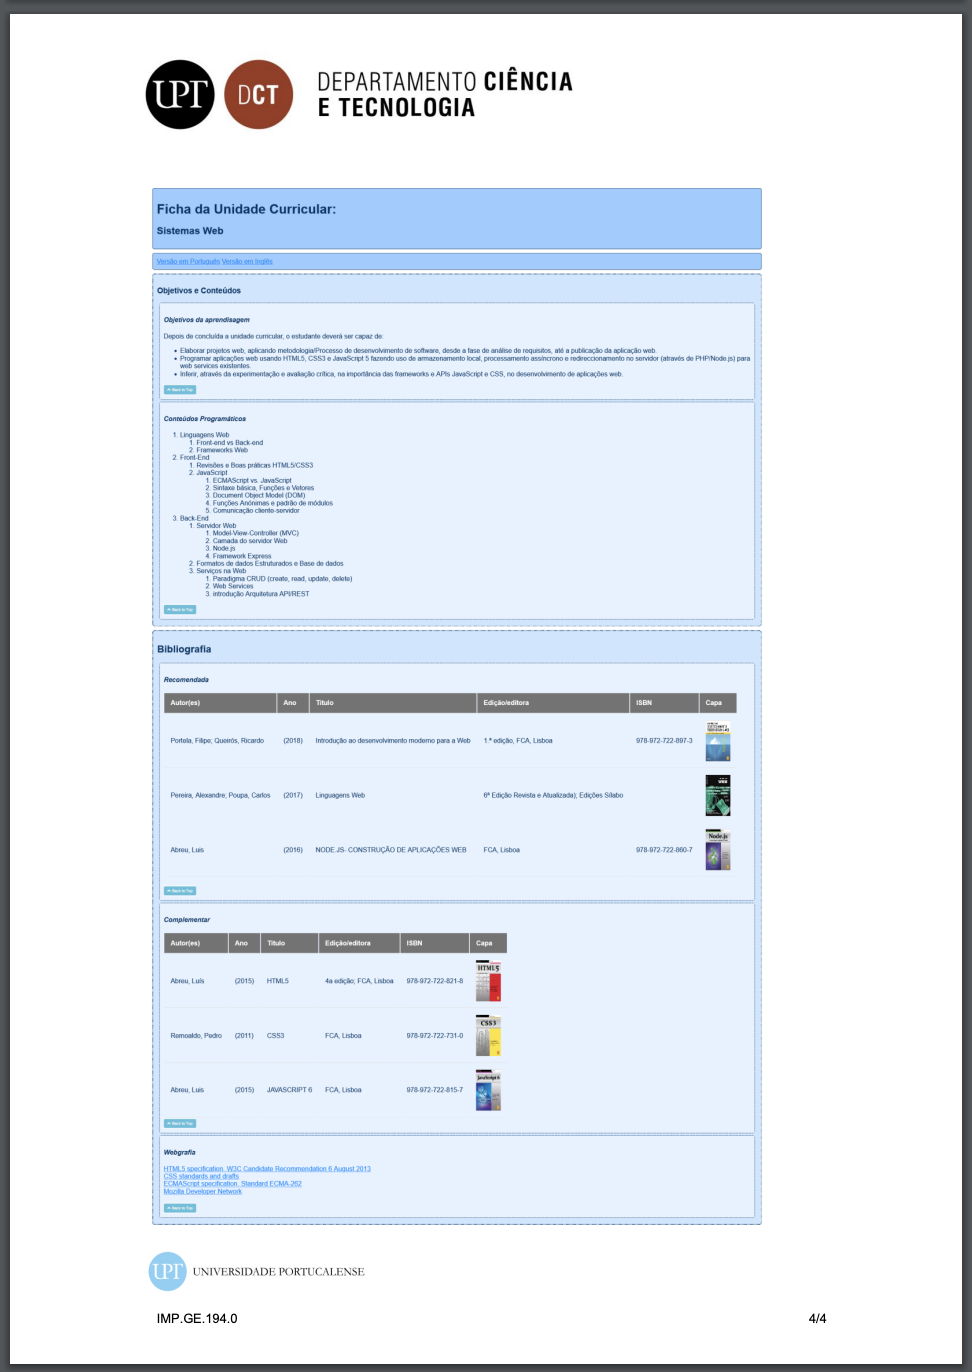 UPT DCT DEPARTAMENTO CIÊNCIA
E TECNOLOGIA
Ficha da Unidade Curricular:
Sistemas Web
Versão em Português Versão em Inglês
Objetivos e Conteúdos
Objetivos da aprendisagem
Depois de concluída a unidade curricular, o estudante deverá ser capaz de:
• Elaborar projetos web, aplicando metodologia/Processo de desenvolvimento de software, desde a fase de análise de requisitos, até a publicação da aplicação web.
• Programar aplicações web usando HTML5, CSS3 e JavaScript 5 fazendo uso de armazenamento local, processamento assíncrono e redireccionamento no servidor (através de PHP/Node.js) para
web services existentes.
• Inferir, através da experimentação e avaliação crítica, na importância das frameworks e APIs JavaScript e CSS, no desenvolvimento de aplicações web.
Back to Top
Conteúdos Programáticos
1. Linguagens Web
1. Front-end vs Back-end
2. Frameworks Web
2. Front-End
1. Revisões e Boas práticas HTML5/CSS3
2. JavaScript
1. ECMAScript vs. JavaScript
2. Sintaxe básica, Funções e Vetores
3. Document Object Model (DOM)
4. Funções Anónimas e padrão de módulos
5. Comunicação cliente-servidor
3. Back-End
1. Servidor Web
1. Model-View-Controller (MVC)
2. Camada do servidor Web
3. Node.js
4. Framework Express
2. Formatos de dados Estruturados e Base de dados
3. Serviços na Web
1. Paradigma CRUD (create, read, update, delete)
2. Web Services
3. introdução Arquitetura API/REST
Back to Top
Bibliografia
Recomendada
Autor(es) Ano Título Edição/editora ISBN Capa
Portela, Filipe; Queirós, Ricardo (2018) Introdução ao desenvolvimento moderno para a Web 1.ª edição, FCA, Lisboa 978-972-722-897-3
Pereira, Alexandre; Poupa, Carlos (2017) Linguagens Web 6ª Edição Revista e Atualizada); Edições Sílabo
Abreu, Luis (2016) NODE.JS- CONSTRUÇÃO DE APLICAÇÕES WEB FCA, Lisboa 978-972-722-860-7
Node.js
Back to Top
Complementar
Autor(es) Ano Título Edição/editora ISBN Capa
Abreu, Luís (2015) HTML5 4a edição; FCA, Lisboa 978-972-722-821-8
HTML5
Remoaldo, Pedro (2011) CSS3 FCA, Lisboa 978-972-722-731-0
CSS3
Abreu, Luis (2015) JAVASCRIPT 6 FCA, Lisboa 978-972-722-815-7
JavaScript 6
Back to Top
Webgrafia
HTML5 specification, W3C Candidate Recommendation 6 August 2013
CSS standards and drafts
ECMAScript specification, Standard ECMA-262
Mozilla Developer Network
Back to Top
UPT UNIVERSIDADE PORTUCALENSE
IMP.GE.194.0 4/4